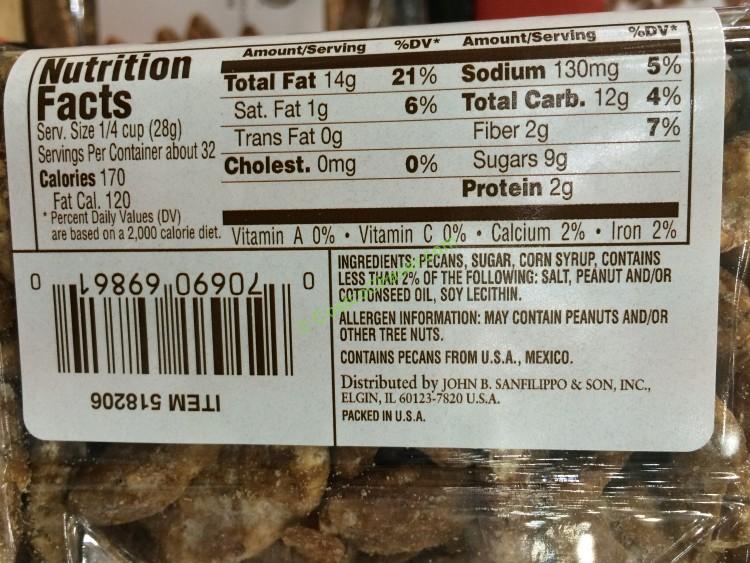 Nutrition
Facts
Serv. Size 1/4 cup (28g)
Servings Per Container about 32
Calories 170
Fat Cal. 120
* Percent Daily Values (DV)
are based on a 2,000 calorie diet.
Amount/Serving %DV* Amount/Serving %DV*
Total Fat 14g 21% Sodium 130mg 5%
Sat. Fat 1g 6% Total Carb. 12g 4%
Trans Fat 0g Fiber 2g 7%
Cholest. 0mg 0% Sugars 9g
Protein 2g
Vitamin A 0% • Vitamin C 0% • Calcium 2% • Iron 2%
0 70690 69861 0
ITEM 518206
INGREDIENTS: PECANS, SUGAR, CORN SYRUP, CONTAINS
LESS THAN 2% OF THE FOLLOWING: SALT, PEANUT AND/OR
COTTONSEED OIL, SOY LECITHIN.
ALLERGEN INFORMATION: MAY CONTAIN PEANUTS AND/OR
OTHER TREE NUTS.
CONTAINS PECANS FROM U.S.A., MEXICO.
Distributed by JOHN B. SANFILIPPO & SON, INC.,
ELGIN, IL 60123-7820 U.S.A.
PACKED IN U.S.A.